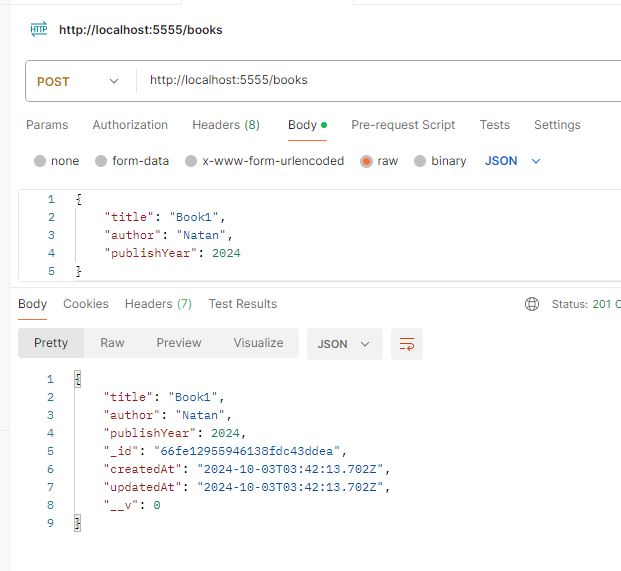 HTTP http://localhost:5555/books
POST http://localhost:5555/books
Params Authorization Headers (8) Body Pre-request Script Tests Settings
none form-data x-www-form-urlencoded raw binary JSON
1 {
2 "title": "Book1",
3 "author": "Natan",
4 "publishYear": 2024
5 }
Body Cookies Headers (7) Test Results Status: 201 C
Pretty Raw Preview Visualize JSON
1 {
2 "title": "Book1",
3 "author": "Natan",
4 "publishYear": 2024,
5 "_id": "66fe12955946138fdc43ddea",
6 "createdAt": "2024-10-03T03:42:13.702Z",
7 "updatedAt": "2024-10-03T03:42:13.702Z",
8 "__v": 0
9 }